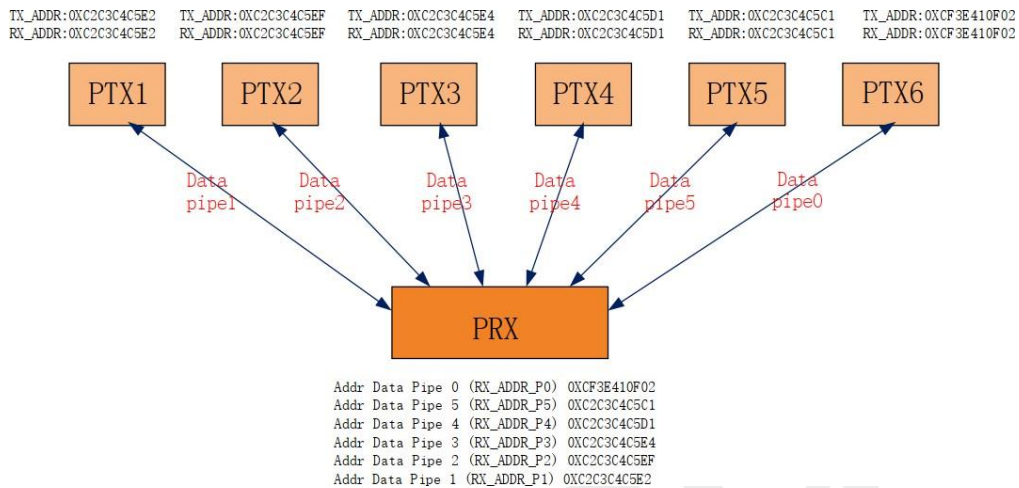 TX_ADDR:0XC2C3C4C5E2 TX_ADDR:0XC2C3C4C5EF TX_ADDR:0XC2C3C4C5E4 TX_ADDR:0XC2C3C4C5D1 TX_ADDR:0XC2C3C4C5C1 TX_ADDR:0XCF3E410F02
RX_ADDR:0XC2C3C4C5E2 RX_ADDR:0XC2C3C4C5EF RX_ADDR:0XC2C3C4C5E4 RX_ADDR:0XC2C3C4C5D1 RX_ADDR:0XC2C3C4C5C1 RX_ADDR:0XCF3E410F02
PTX1 PTX2 PTX3 PTX4 PTX5 PTX6
Data Data Data Data Data Data
pipe1 pipe2 pipe3 pipe4 pipe5 pipe0
PRX
Addr Data Pipe 0 (RX_ADDR_P0) 0XCF3E410F02
Addr Data Pipe 5 (RX_ADDR_P5) 0XC2C3C4C5C1
Addr Data Pipe 4 (RX_ADDR_P4) 0XC2C3C4C5D1
Addr Data Pipe 3 (RX_ADDR_P3) 0XC2C3C4C5E4
Addr Data Pipe 2 (RX_ADDR_P2) 0XC2C3C4C5EF
Addr Data Pipe 1 (RX_ADDR_P1) 0XC2C3C4C5E2